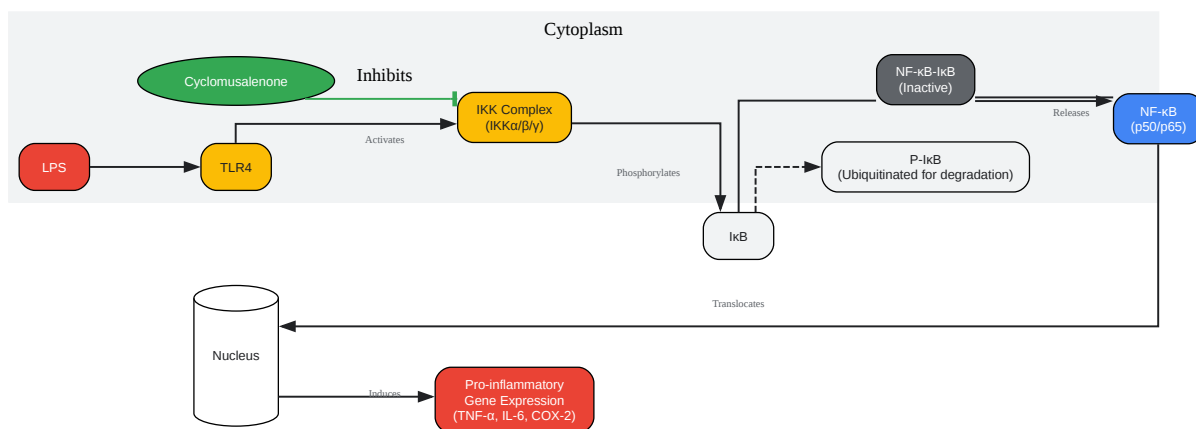 Cytoplasm
Cyclomusalenone
Inhibits
NF-κB-IκB
(Inactive)
IKK Complex
(IKKα/β/γ)
Activates
Releases
NF-κB
(p50/p65)
LPS
TLR4
Phosphorylates
P-IκB
(Ubiquitinated for degradation)
IκB
Translocates
Nucleus
Induces
Pro-inflammatory
Gene Expression
(TNF-α, IL-6, COX-2)